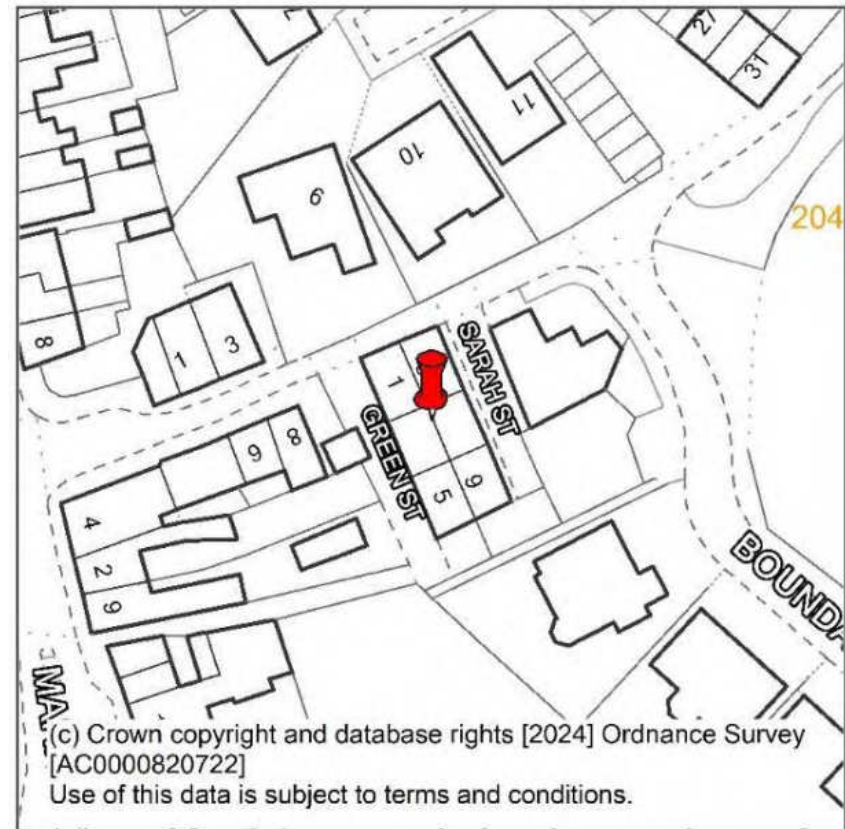 27
31
11
10
9
204
8
1
3
SARAH ST
1
GREEN ST
6
8
9
5
4
2
6
BOUNDA
MA
(c) Crown copyright and database rights [2024] Ordnance Survey
[AC0000820722]
Use of this data is subject to terms and conditions.